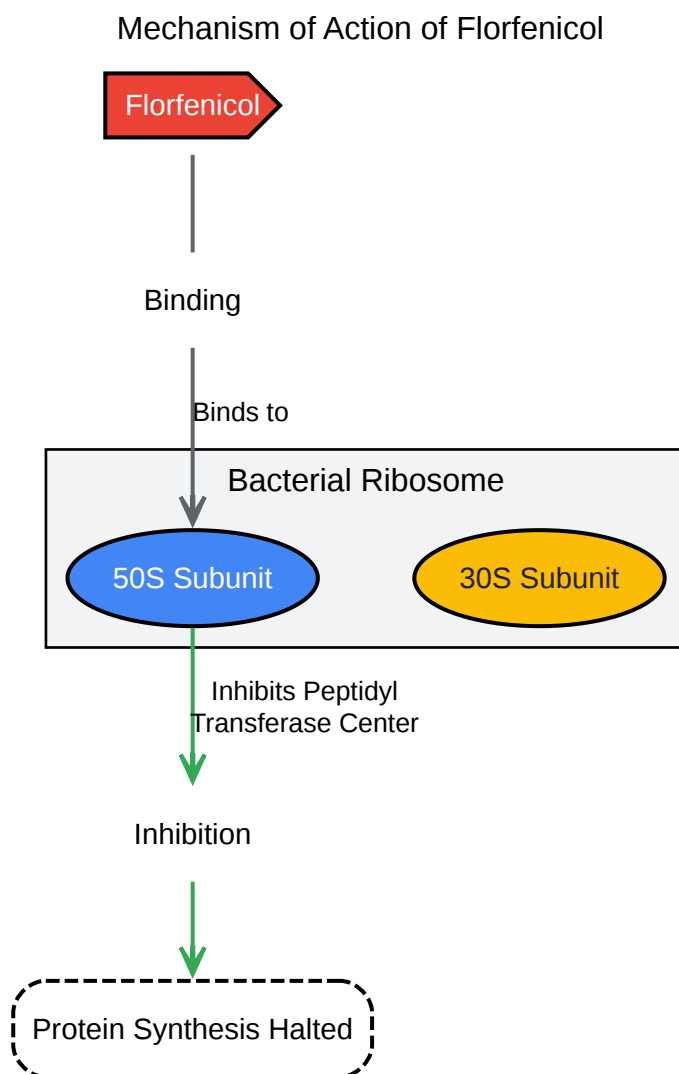 Mechanism of Action of Florfenicol
Florfenicol
Binding
Binds to
Bacterial Ribosome
50S Subunit
30S Subunit
Inhibits Peptidyl
Transferase Center
Inhibition
Protein Synthesis Halted